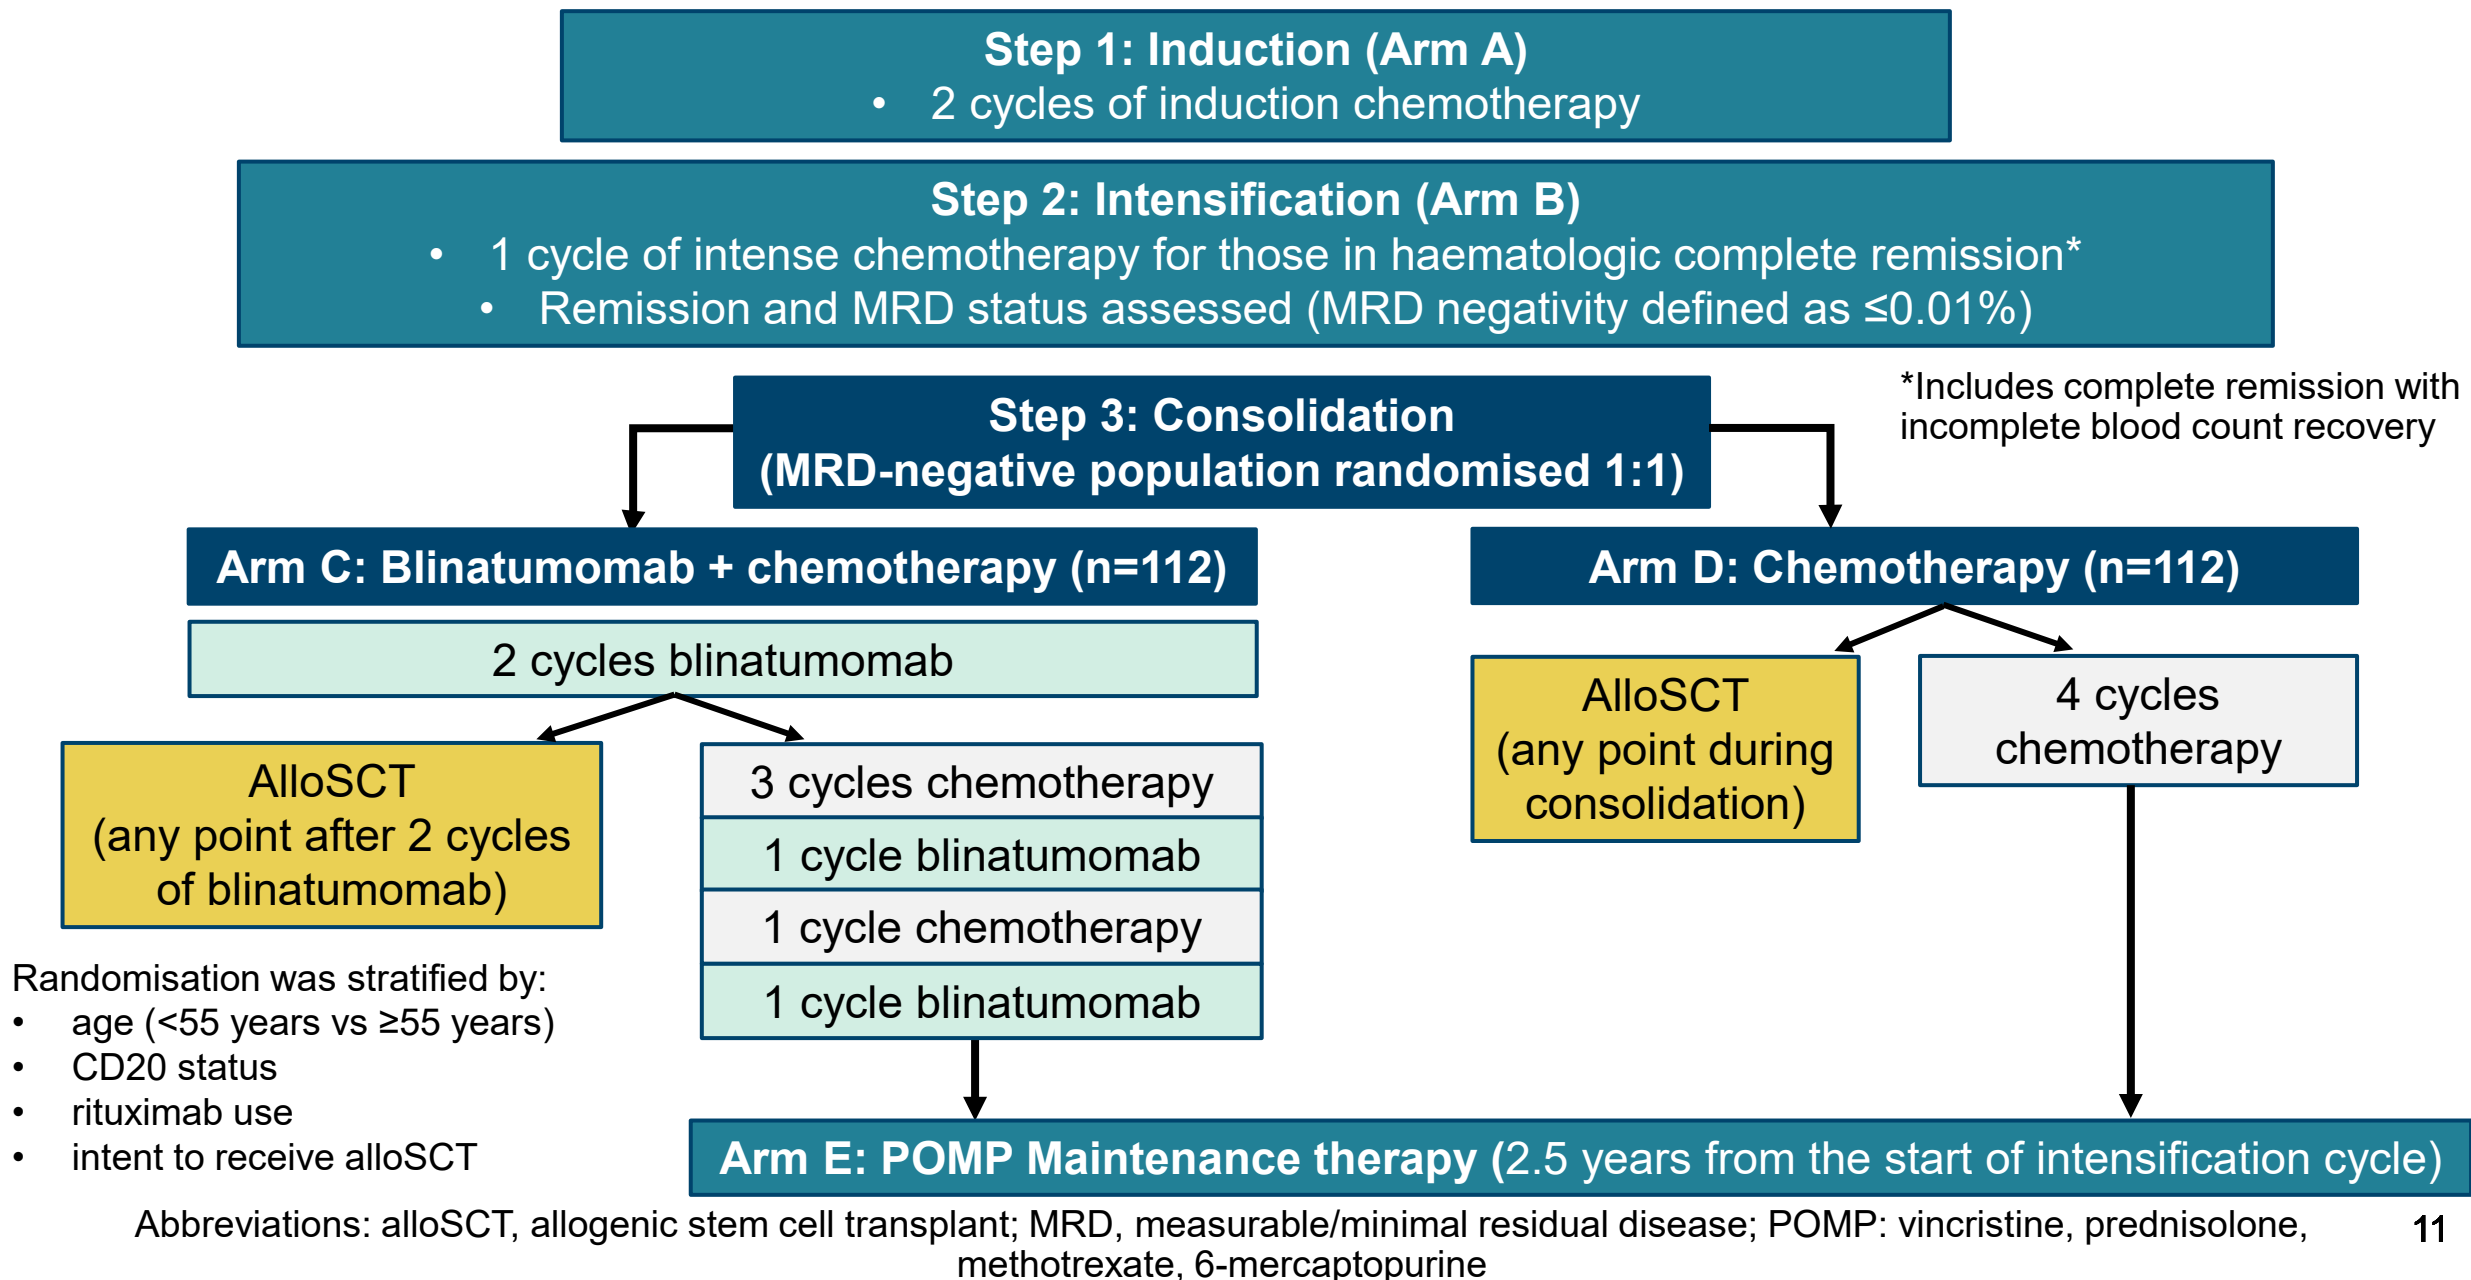 Step 1: Induction (Arm A)
• 2 cycles of induction chemotherapy
Step 2: Intensification (Arm B)
• 1 cycle of intense chemotherapy for those in haematologic complete remission*
• Remission and MRD status assessed (MRD negativity defined as ≤0.01%)
*Includes complete remission with
incomplete blood count recovery
Step 3: Consolidation
(MRD-negative population randomised 1:1)
Arm C: Blinatumomab + chemotherapy (n=112)
2 cycles blinatumomab
AlloSCT
(any point after 2 cycles
of blinatumomab)
3 cycles chemotherapy
1 cycle blinatumomab
1 cycle chemotherapy
1 cycle blinatumomab
Arm D: Chemotherapy (n=112)
AlloSCT
(any point during
consolidation)
4 cycles
chemotherapy
Randomisation was stratified by:
• age (<55 years vs ≥55 years)
• CD20 status
• rituximab use
• intent to receive alloSCT
Arm E: POMP Maintenance therapy (2.5 years from the start of intensification cycle)
Abbreviations: alloSCT, allogenic stem cell transplant; MRD, measurable/minimal residual disease; POMP: vincristine, prednisolone,
methotrexate, 6-mercaptopurine
11